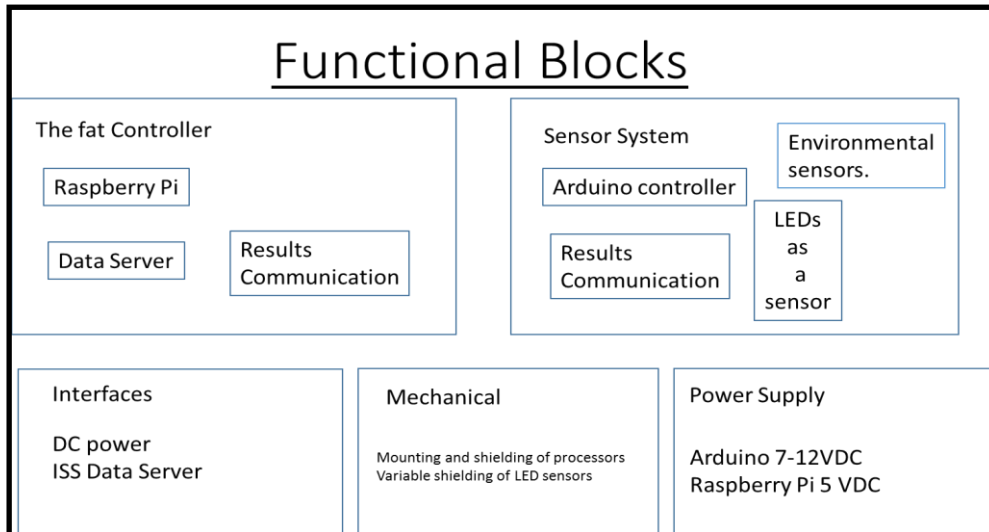 Functional Blocks
The fat Controller
Raspberry Pi
Data Server
Results
Communication
Sensor System
Environmental
sensors.
Arduino controller
LEDs
as
a
sensor
Results
Communication
Interfaces
DC power
ISS Data Server
Mechanical
Mounting and shielding of processors
Variable shielding of LED sensors
Power Supply
Arduino 7-12VDC
Raspberry Pi 5 VDC